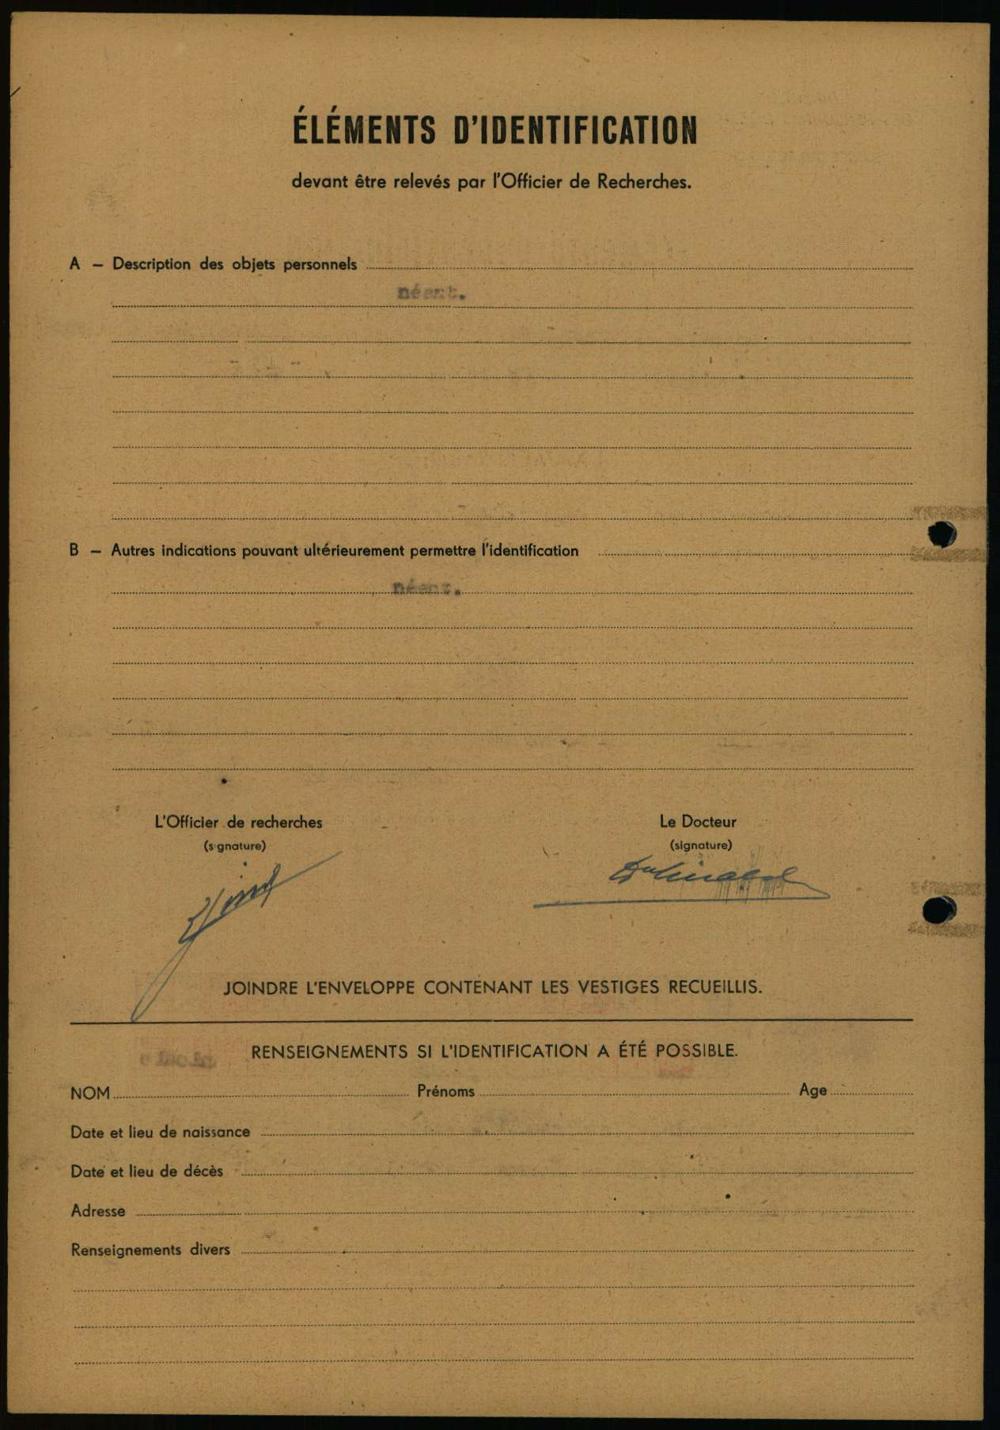 ÉLÉMENTS D'IDENTIFICATION
devant être relevés par l'Officier de Recherches.
A – Description des objets personnels
néant.
B – Autres indications pouvant ultérieurement permettre l'identification
néant.
L'Officier de recherches Le Docteur
(signature) (signature)
JOINDRE L'ENVELOPPE CONTENANT LES VESTIGES RECUEILLIS.
RENSEIGNEMENTS SI L'IDENTIFICATION A ÉTÉ POSSIBLE.
NOM Prénoms Age
Date et lieu de naissance
Date et lieu de décès
Adresse
Renseignements divers